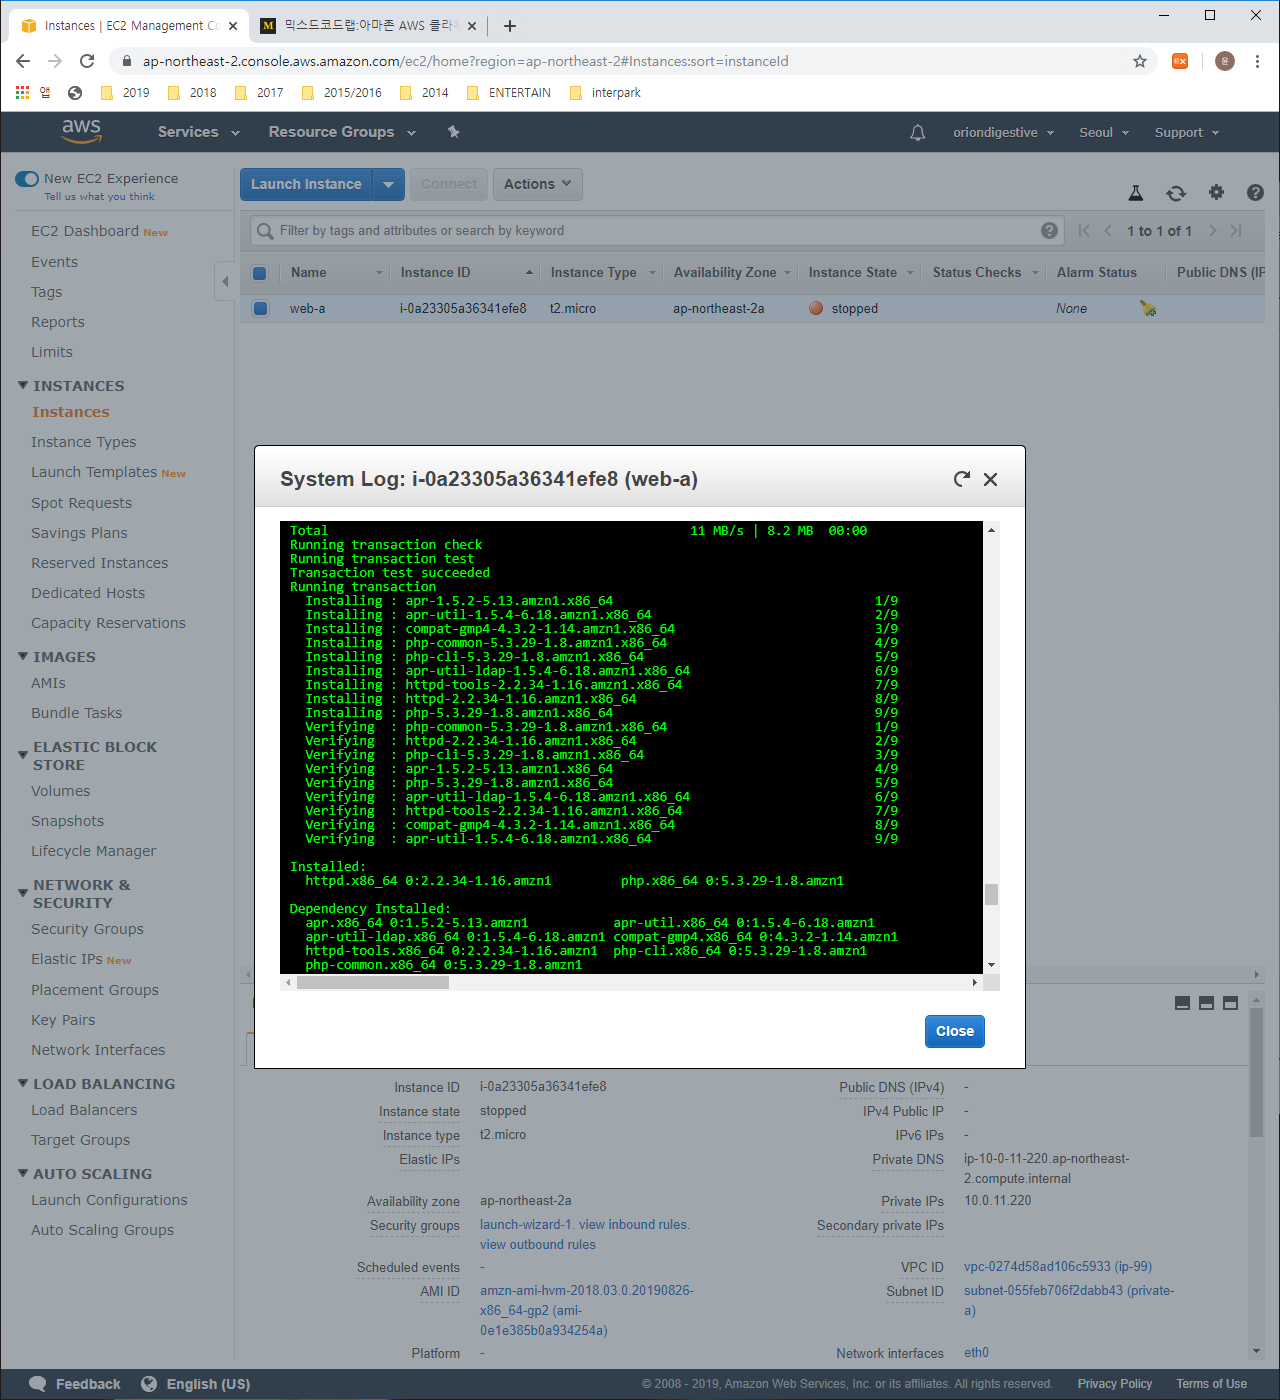 Instances | EC2 Management Co
믹스드코드랩:아마존 AWS 클라우
ap-northeast-2.console.aws.amazon.com/ec2/home?region=ap-northeast-2#Instances:sort=instanceId
앱 2019 2018 2017 2015/2016 2014 ENTERTAIN interpark
aws Services Resource Groups oriondigestive Seoul Support
New EC2 Experience
Tell us what you think
Launch Instance Connect Actions
Filter by tags and attributes or search by keyword
1 to 1 of 1
Name Instance ID Instance Type Availability Zone Instance State Status Checks Alarm Status Public DNS (IP
web-a i-0a23305a36341efe8 t2.micro ap-northeast-2a stopped None
EC2 Dashboard New
Events
Tags
Reports
Limits
INSTANCES
Instances
Instance Types
Launch Templates New
Spot Requests
Savings Plans
Reserved Instances
Dedicated Hosts
Capacity Reservations
IMAGES
AMIs
Bundle Tasks
ELASTIC BLOCK
STORE
Volumes
Snapshots
Lifecycle Manager
NETWORK &
SECURITY
Security Groups
Elastic IPs New
Placement Groups
Key Pairs
Network Interfaces
LOAD BALANCING
Load Balancers
Target Groups
AUTO SCALING
Launch Configurations
Auto Scaling Groups
System Log: i-0a23305a36341efe8 (web-a)
Total 11 MB/s | 8.2 MB 00:00
Running transaction check
Running transaction test
Transaction test succeeded
Running transaction
Installing : apr-1.5.2-5.13.amzn1.x86_64 1/9
Installing : apr-util-1.5.4-6.18.amzn1.x86_64 2/9
Installing : compat-gmp4-4.3.2-1.14.amzn1.x86_64 3/9
Installing : php-common-5.3.29-1.8.amzn1.x86_64 4/9
Installing : php-cli-5.3.29-1.8.amzn1.x86_64 5/9
Installing : apr-util-ldap-1.5.4-6.18.amzn1.x86_64 6/9
Installing : httpd-tools-2.2.34-1.16.amzn1.x86_64 7/9
Installing : httpd-2.2.34-1.16.amzn1.x86_64 8/9
Installing : php-5.3.29-1.8.amzn1.x86_64 9/9
Verifying : php-common-5.3.29-1.8.amzn1.x86_64 1/9
Verifying : httpd-2.2.34-1.16.amzn1.x86_64 2/9
Verifying : php-cli-5.3.29-1.8.amzn1.x86_64 3/9
Verifying : apr-1.5.2-5.13.amzn1.x86_64 4/9
Verifying : php-5.3.29-1.8.amzn1.x86_64 5/9
Verifying : apr-util-ldap-1.5.4-6.18.amzn1.x86_64 6/9
Verifying : httpd-tools-2.2.34-1.16.amzn1.x86_64 7/9
Verifying : compat-gmp4-4.3.2-1.14.amzn1.x86_64 8/9
Verifying : apr-util-1.5.4-6.18.amzn1.x86_64 9/9
Installed:
httpd.x86_64 0:2.2.34-1.16.amzn1 php.x86_64 0:5.3.29-1.8.amzn1
Dependency Installed:
apr.x86_64 0:1.5.2-5.13.amzn1 apr-util.x86_64 0:1.5.4-6.18.amzn1
apr-util-ldap.x86_64 0:1.5.4-6.18.amzn1 compat-gmp4.x86_64 0:4.3.2-1.14.amzn1
httpd-tools.x86_64 0:2.2.34-1.16.amzn1 php-cli.x86_64 0:5.3.29-1.8.amzn1
php-common.x86_64 0:5.3.29-1.8.amzn1
Close
Instance ID i-0a23305a36341efe8 Public DNS (IPv4) -
Instance state stopped IPv4 Public IP -
Instance type t2.micro IPv6 IPs -
Elastic IPs Private DNS ip-10-0-11-220.ap-northeast-
2.compute.internal
Availability zone ap-northeast-2a Private IPs 10.0.11.220
Security groups launch-wizard-1. view inbound rules. Secondary private IPs
view outbound rules
Scheduled events - VPC ID vpc-0274d58ad106c5933 (ip-99)
AMI ID amzn-ami-hvm-2018.03.0.20190826- Subnet ID subnet-055feb706f2dabb43 (private-
x86_64-gp2 (ami- a)
0e1e385b0a934254a)
Platform - Network interfaces eth0
Feedback English (US) © 2008 - 2019, Amazon Web Services, Inc. or its affiliates. All rights reserved. Privacy Policy Terms of Use